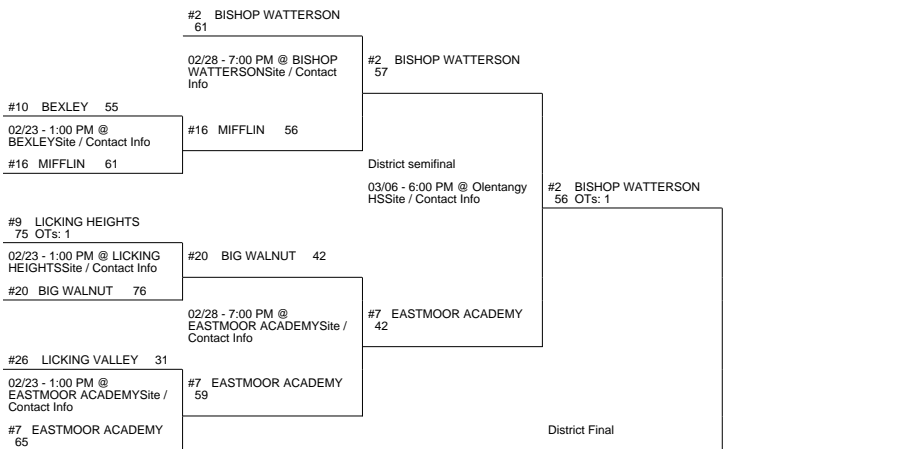 #2 BISHOP WATTERSON
61
02/28 - 7:00 PM @ BISHOP
WATTERSONSite / Contact
Info
#2 BISHOP WATTERSON
57
#10 BEXLEY 55
02/23 - 1:00 PM @
BEXLEYSite / Contact Info
#16 MIFFLIN 56
#16 MIFFLIN 61
District semifinal
03/06 - 6:00 PM @ Olentangy
HSSite / Contact Info
#2 BISHOP WATTERSON
56 OTs: 1
#9 LICKING HEIGHTS
75 OTs: 1
02/23 - 1:00 PM @ LICKING
HEIGHTSSite / Contact Info
#20 BIG WALNUT 42
#20 BIG WALNUT 76
02/28 - 7:00 PM @
EASTMOOR ACADEMYSite /
Contact Info
#7 EASTMOOR ACADEMY
42
#26 LICKING VALLEY 31
02/23 - 1:00 PM @
EASTMOOR ACADEMYSite /
Contact Info
#7 EASTMOOR ACADEMY
59
#7 EASTMOOR ACADEMY
65
District Final